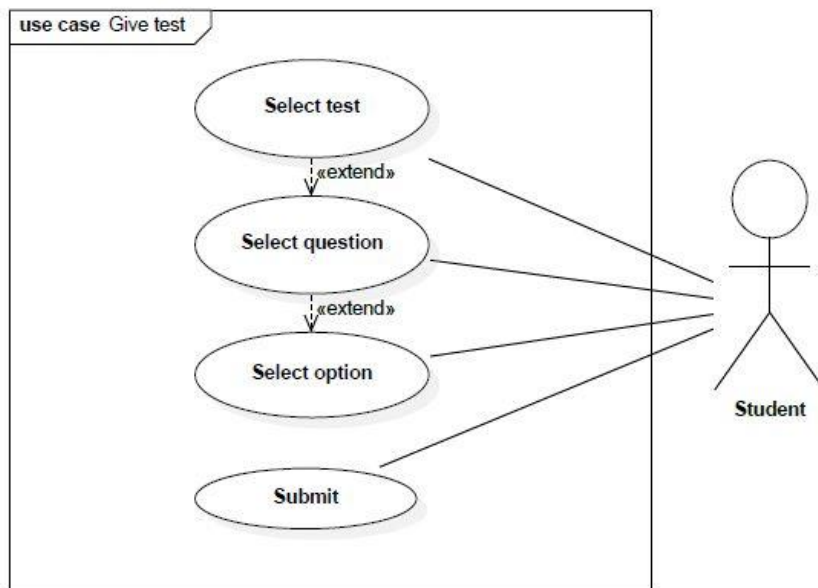 use case Give test
Select test
«extend»
Select question
«extend»
Select option
Submit
Student